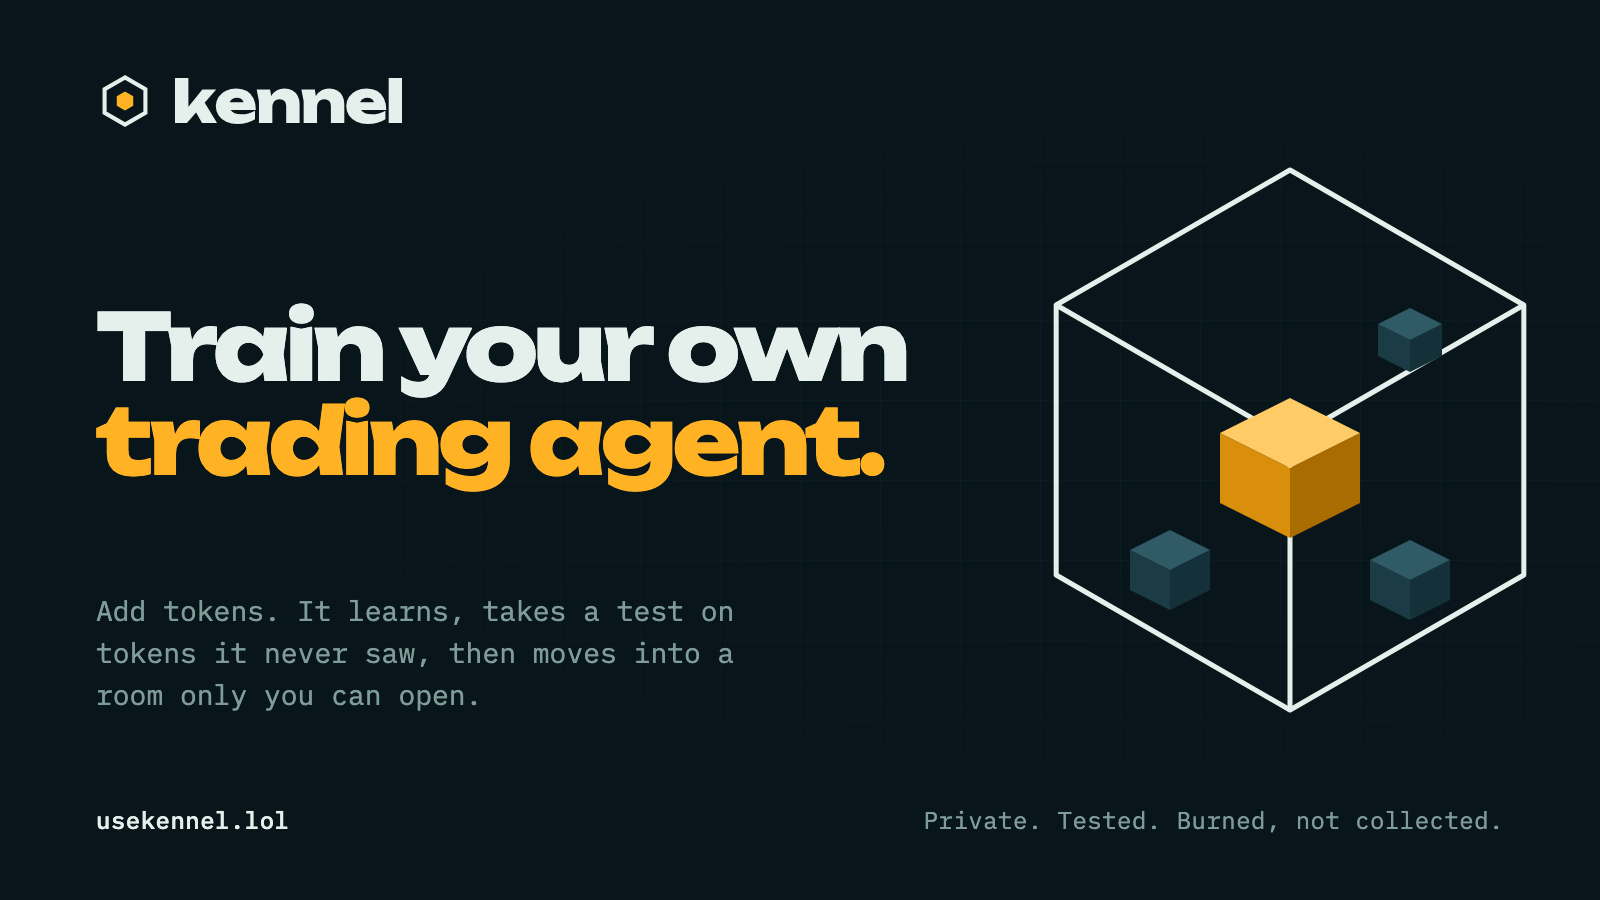 kennel
Train your own
trading agent.
Add tokens. It learns, takes a test on
tokens it never saw, then moves into a
room only you can open.
usekennel.lol
Private. Tested. Burned, not collected.